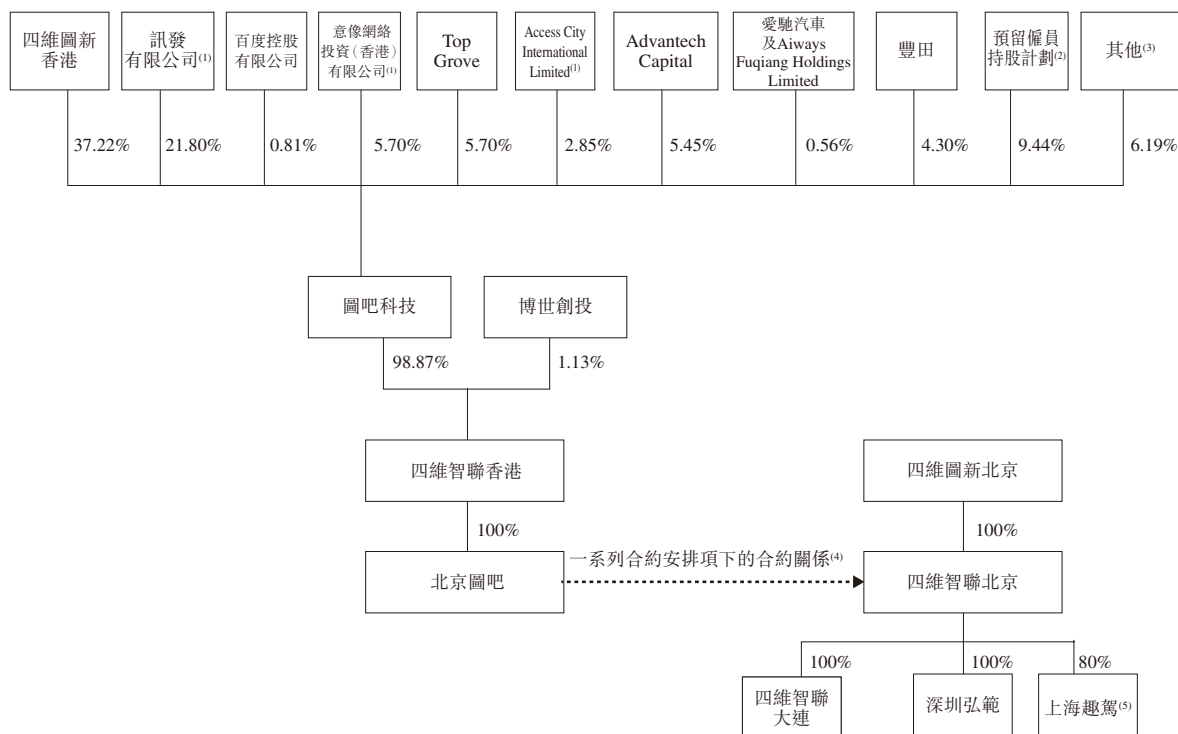 四維圖新
香港
訊發
有限公司(1)
百度控股
有限公司
意像網絡
投資(香港)
有限公司(1)
Top
Grove
Access City
International
Limited(1)
Advantech
Capital
愛馳汽車
及Aiways
Fuqiang Holdings
Limited
豐田
預留僱員
持股計劃(2)
其他(3)
37.22%
21.80%
0.81%
5.70%
5.70%
2.85%
5.45%
0.56%
4.30%
9.44%
6.19%
圖吧科技
博世創投
98.87%
1.13%
四維智聯香港
四維圖新北京
100%
100%
北京圖吧
一系列合約安排項下的合約關係(4)
四維智聯北京
100%
100%
80%
四維智聯
大連
深圳弘範
上海趣駕(5)